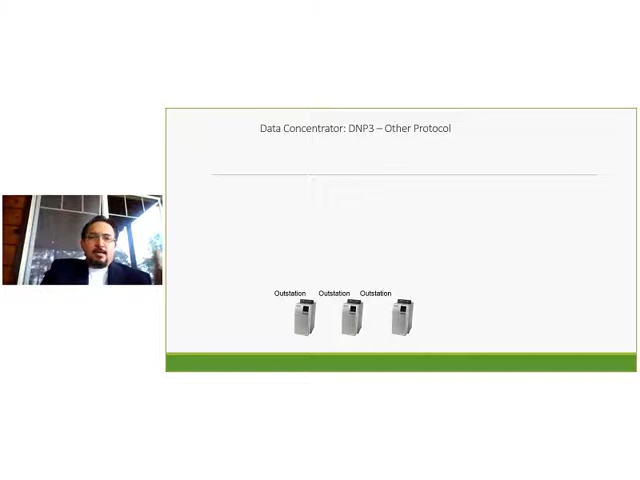 Data Concentrator: DNP3 – Other Protocol
Outstation Outstation Outstation